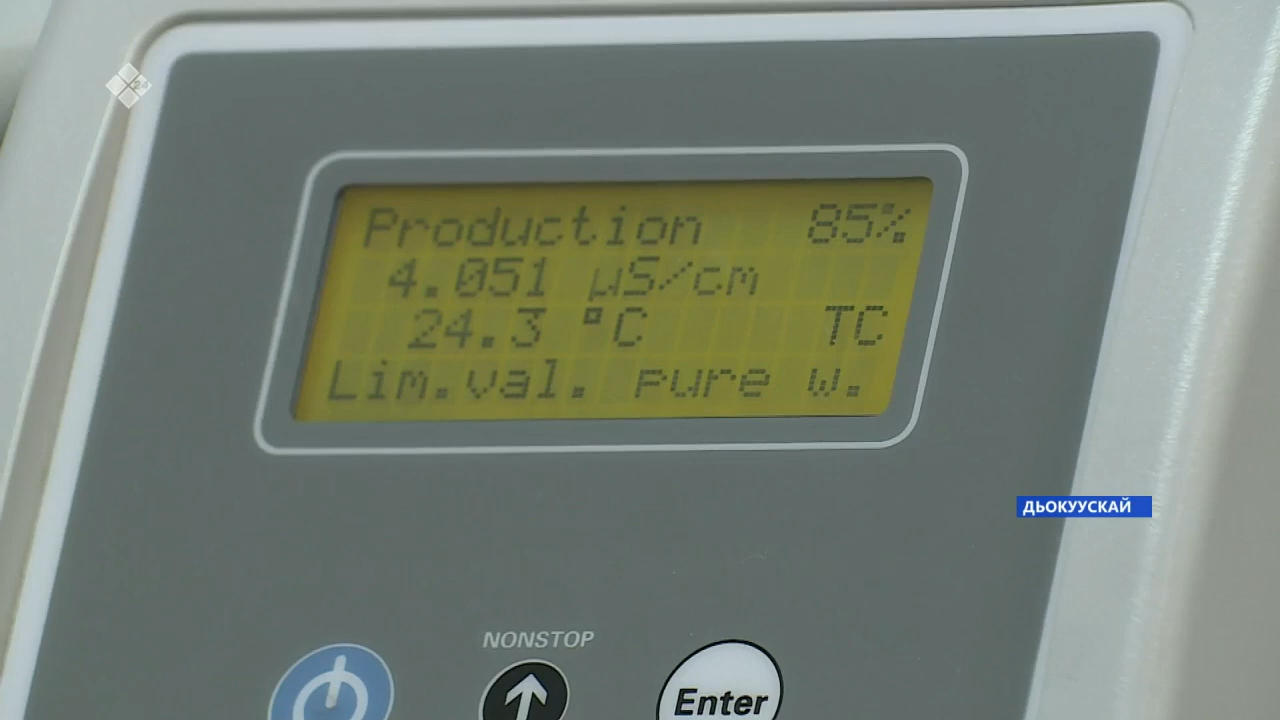 Production 85%
4.051 µS/cm
24.3 °C TC
Lim.val. pure w.
ДЬОКУУСКАЙ
NONSTOP
Enter